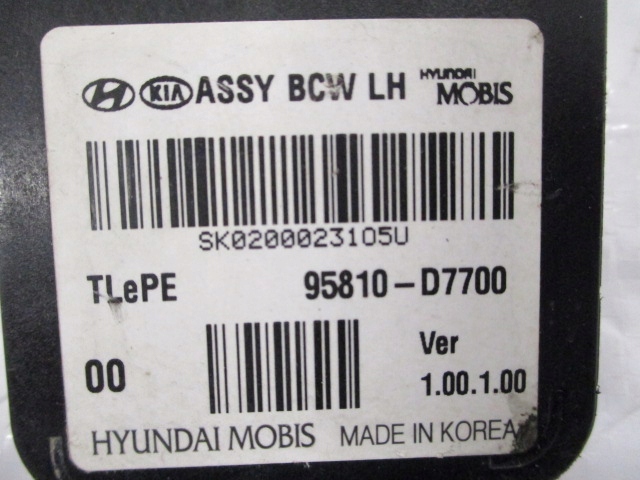 KIA ASSY BCW LH HYUNDAI MOBIS
SK0200023105U
TLePE 95810-D7700
00 Ver 1.00.1.00
HYUNDAI MOBIS MADE IN KOREA